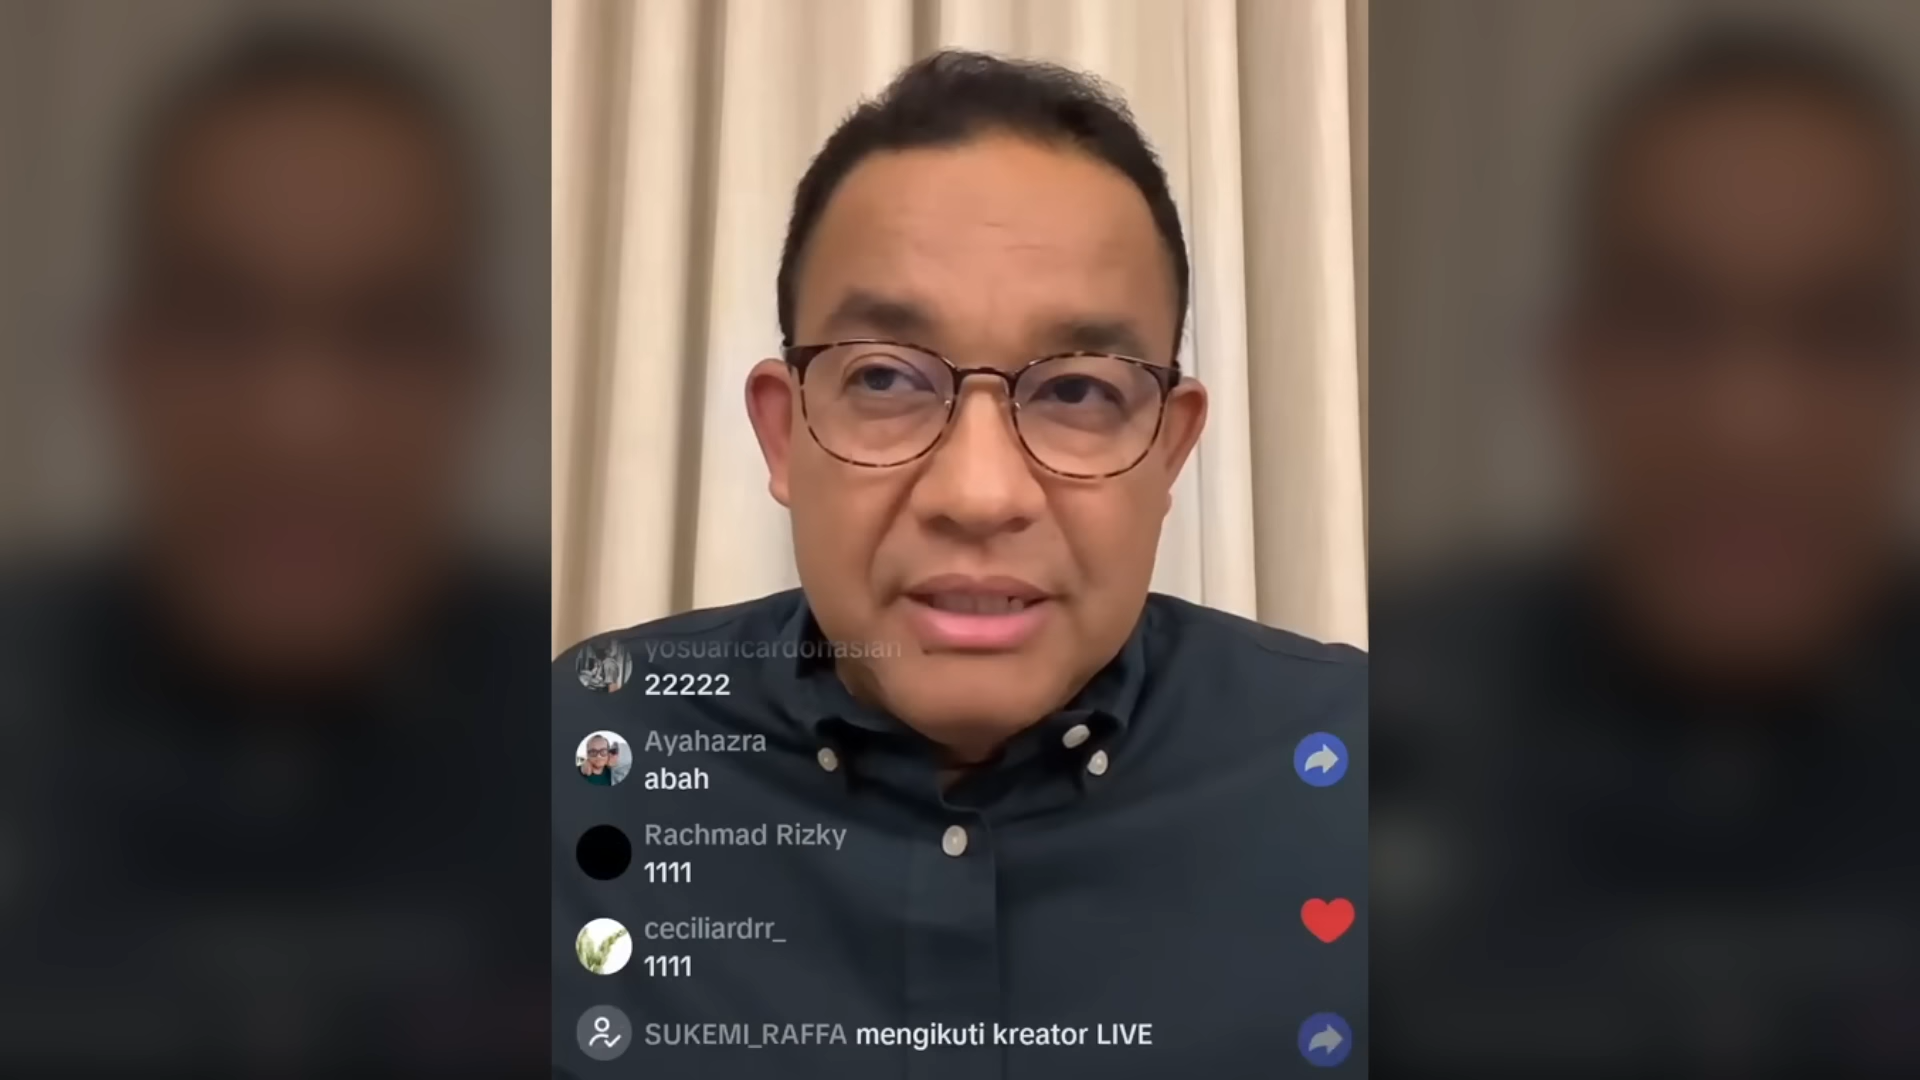 yosuaricardonasian
22222
Ayahazra
abah
Rachmad Rizky
1111
ceciliardrr_
1111
SUKEMI_RAFFA mengikuti kreator LIVE